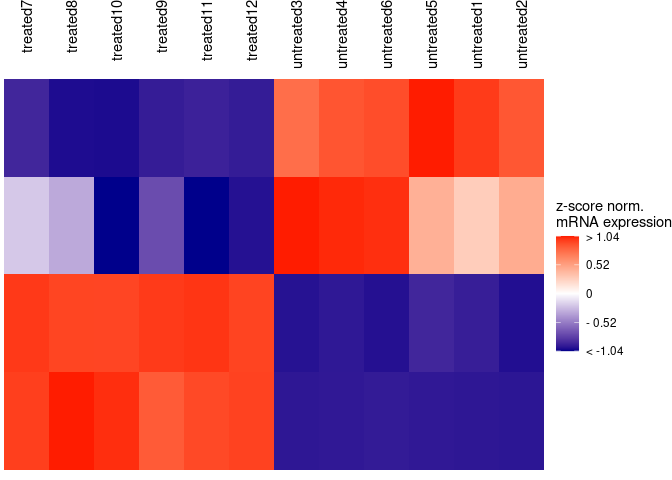 treated7
treated8
treated10
treated9
treated11
treated12
untreated3
untreated4
untreated6
untreated5
untreated1
untreated2
z-score norm.
mRNA expression
> 1.04
0.52
0
- 0.52
< -1.04